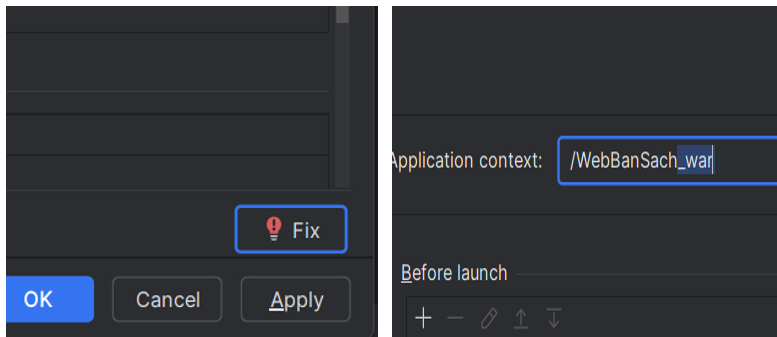 Fix
OK
Cancel
Apply
Application context:
/WebBanSach_war
Before launch